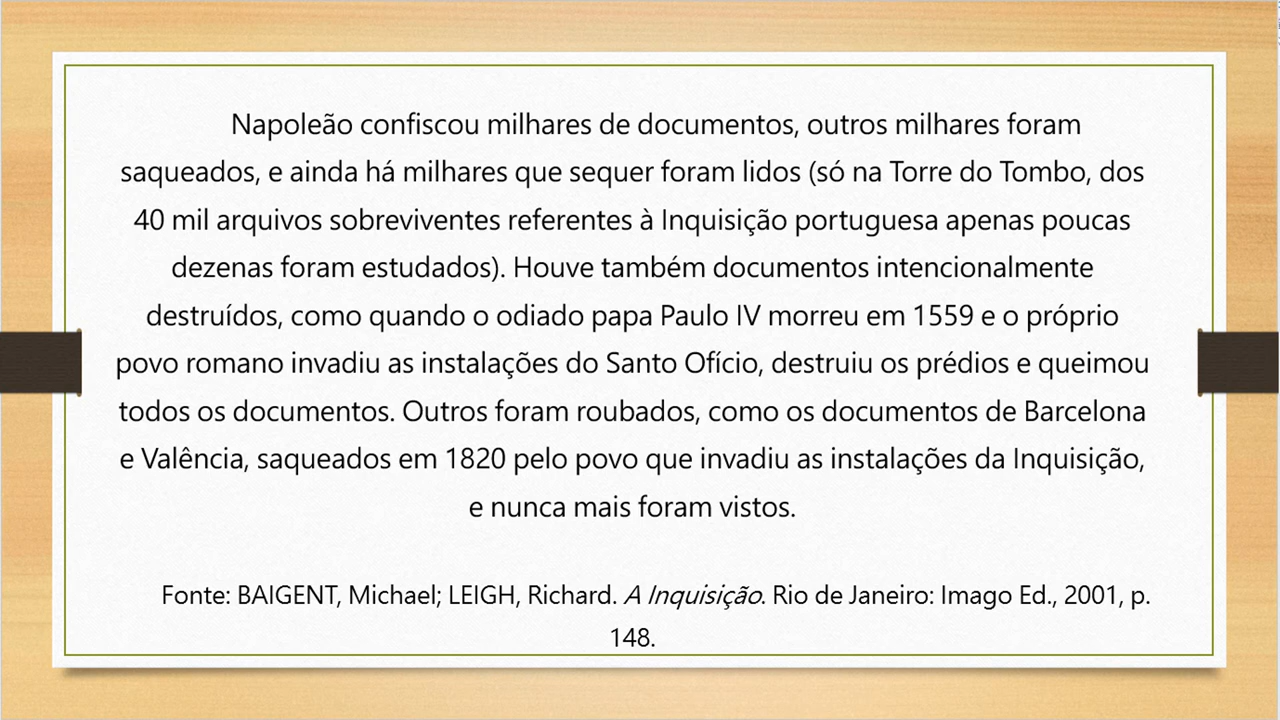 Napoleão confiscou milhares de documentos, outros milhares foram
saqueados, e ainda há milhares que sequer foram lidos (só na Torre do Tombo, dos
40 mil arquivos sobreviventes referentes à Inquisição portuguesa apenas poucas
dezenas foram estudados). Houve também documentos intencionalmente
destruídos, como quando o odiado papa Paulo IV morreu em 1559 e o próprio
povo romano invadiu as instalações do Santo Ofício, destruiu os prédios e queimou
todos os documentos. Outros foram roubados, como os documentos de Barcelona
e Valência, saqueados em 1820 pelo povo que invadiu as instalações da Inquisição,
e nunca mais foram vistos.
Fonte: BAIGENT, Michael; LEIGH, Richard. A Inquisição. Rio de Janeiro: Imago Ed., 2001, p.
148.